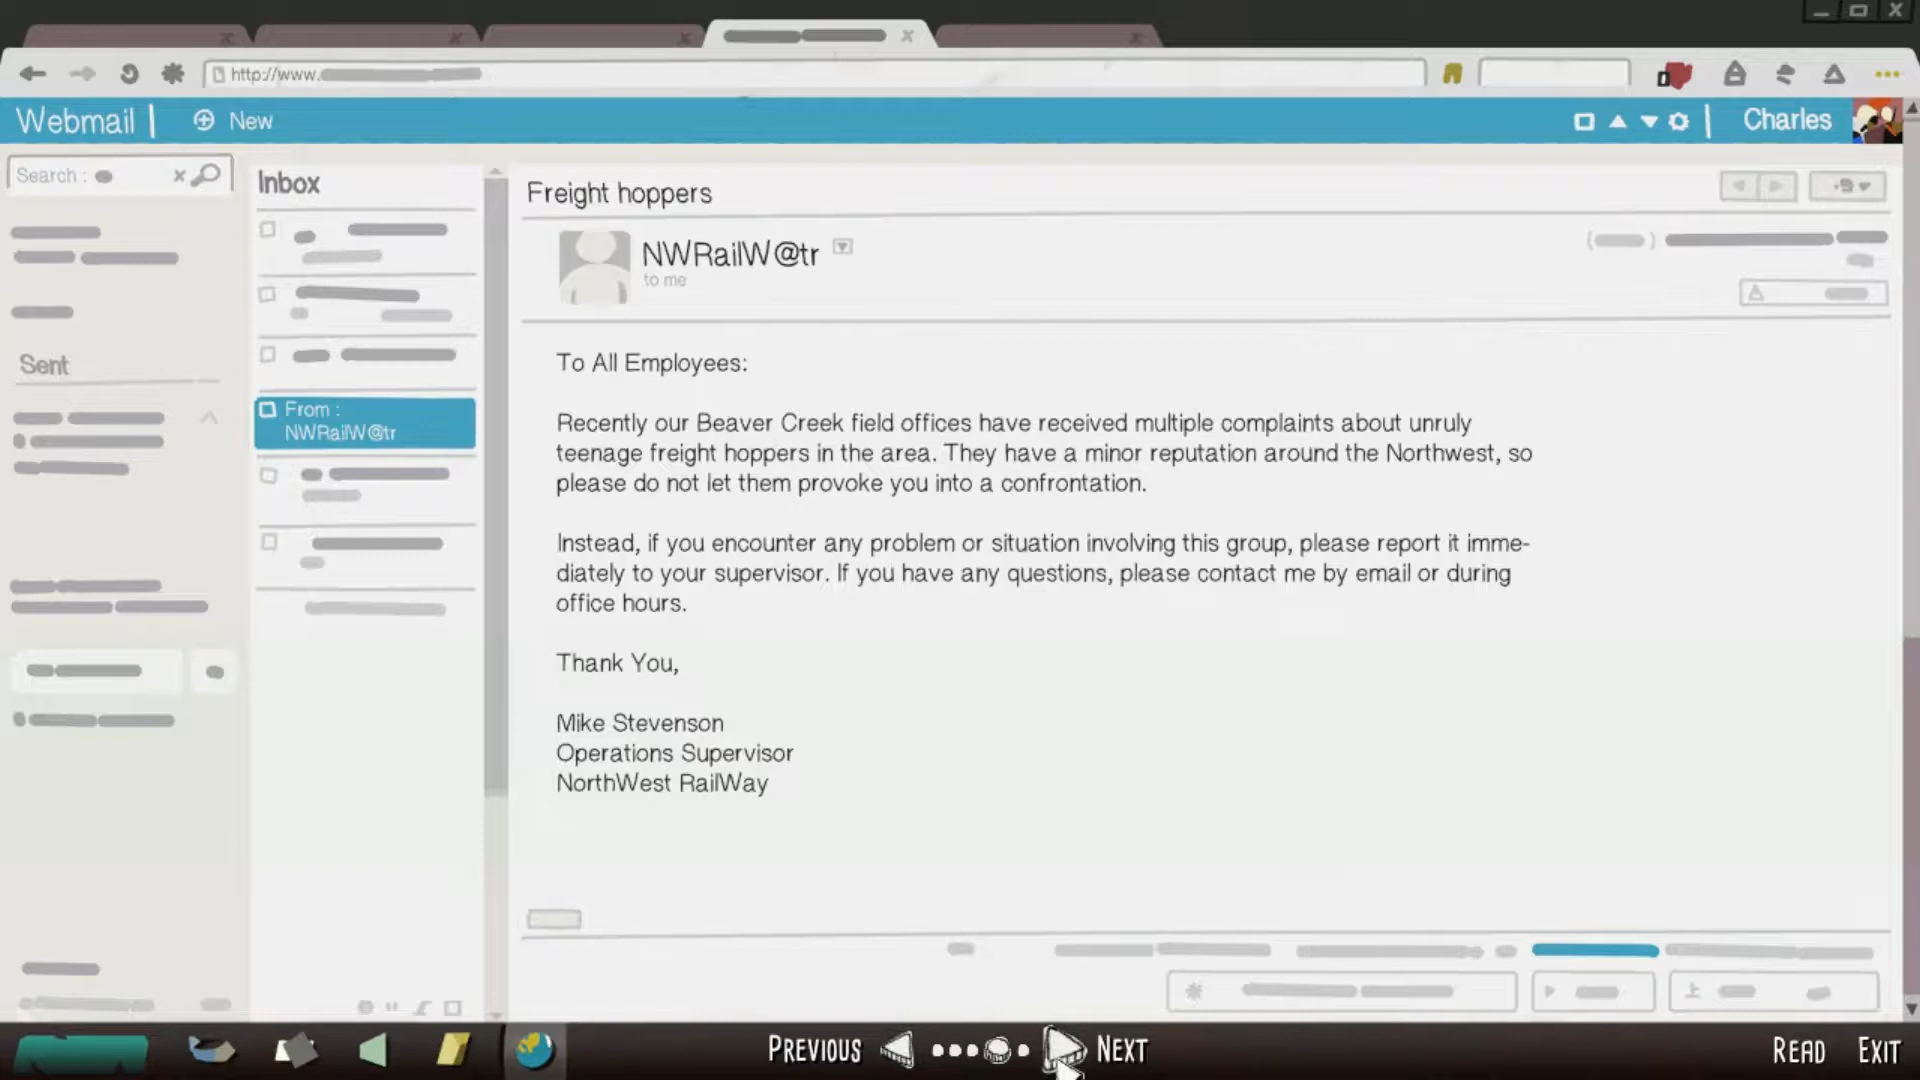 http://www.
Webmail
New
Charles
Search :
Inbox
Freight hoppers
NWRailW@tr
to me
Sent
From :
NWRailW@tr
To All Employees:
Recently our Beaver Creek field offices have received multiple complaints about unruly
teenage freight hoppers in the area. They have a minor reputation around the Northwest, so
please do not let them provoke you into a confrontation.
Instead, if you encounter any problem or situation involving this group, please report it imme-
diately to your supervisor. If you have any questions, please contact me by email or during
office hours.
Thank You,
Mike Stevenson
Operations Supervisor
NorthWest RailWay
PREVIOUS
NEXT
READ
EXIT